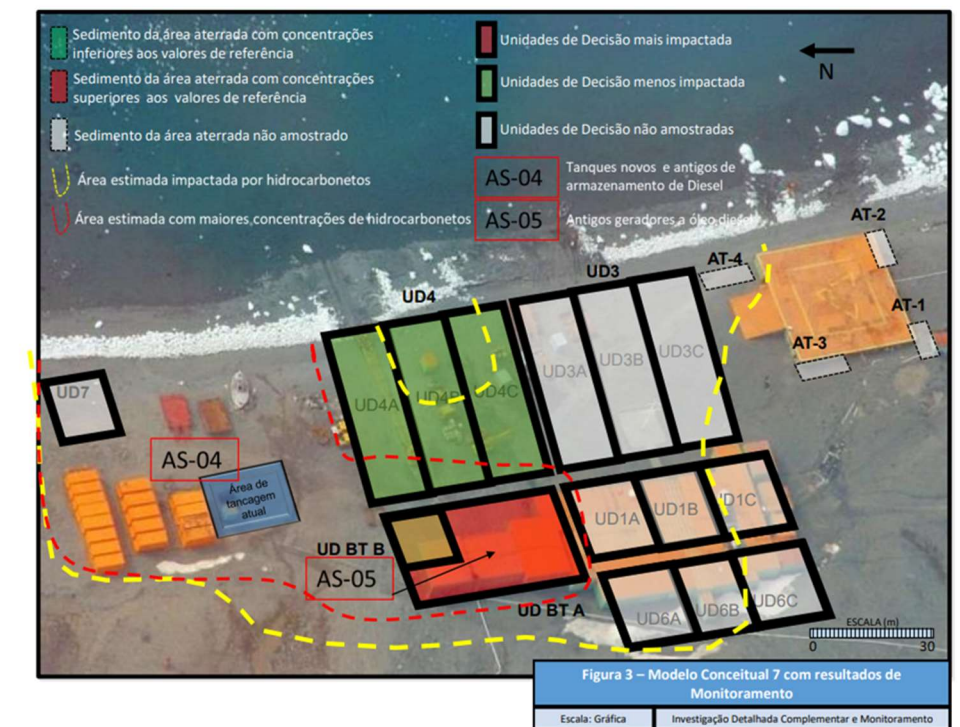 Sedimento da área aterrada com concentrações
inferiores aos valores de referência
Sedimento da área aterrada com concentrações
superiores aos valores de referência
Sedimento da área aterrada não amostrado
Área estimada impactada por hidrocarbonetos
Área estimada com maiores concentrações de hidrocarbonetos
Unidades de Decisão mais impactada
Unidades de Decisão menos impactada
Unidades de Decisão não amostradas
AS-04
Tanques novos e antigos de
armazenamento de Diesel
AS-05
Antigos geradores a óleo diesel
N
AT-2
AT-4
UD3
UD4
AT-1
AT-3
UD3A
UD3B
UD3C
UD7
UD4A
UD4B
UD4C
AS-04
Área de
tancagem
atual
UD1A
UD1B
UD1C
UD BT B
AS-05
UD BT A
UD6A
UD6B
UD6C
ESCALA (m)
0 30
Figura 3 – Modelo Conceitual 7 com resultados de
Monitoramento
Escala: Gráfica
Investigação Detalhada Complementar e Monitoramento